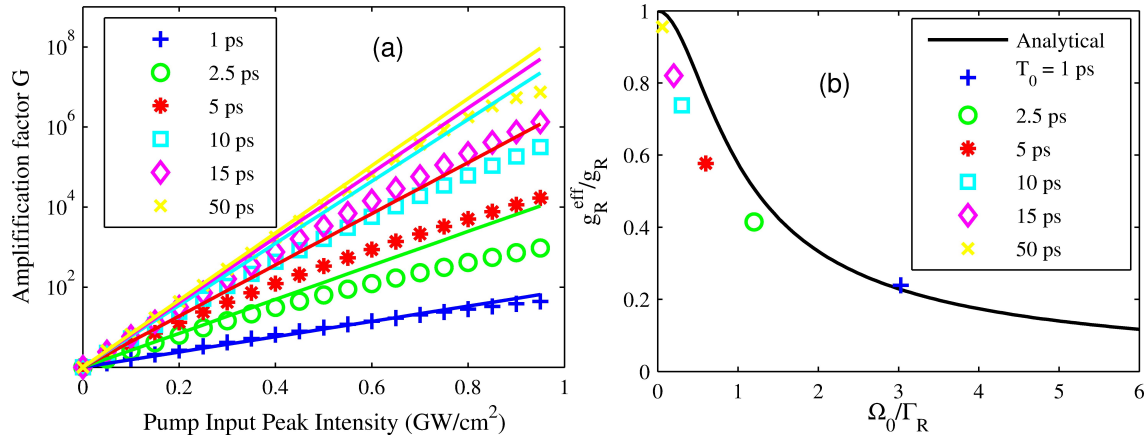 10^8
10^6
10^4
10^2
Amplifification factor G
(a)
1 ps
2.5 ps
5 ps
10 ps
15 ps
50 ps
0 0.2 0.4 0.6 0.8 1
Pump Input Peak Intensity (GW/cm^2)
1
0.8
0.6
0.4
0.2
0
g_R^eff/g_R
(b)
Analytical
T_0 = 1 ps
2.5 ps
5 ps
10 ps
15 ps
50 ps
0 1 2 3 4 5 6
Ω_0/Γ_R